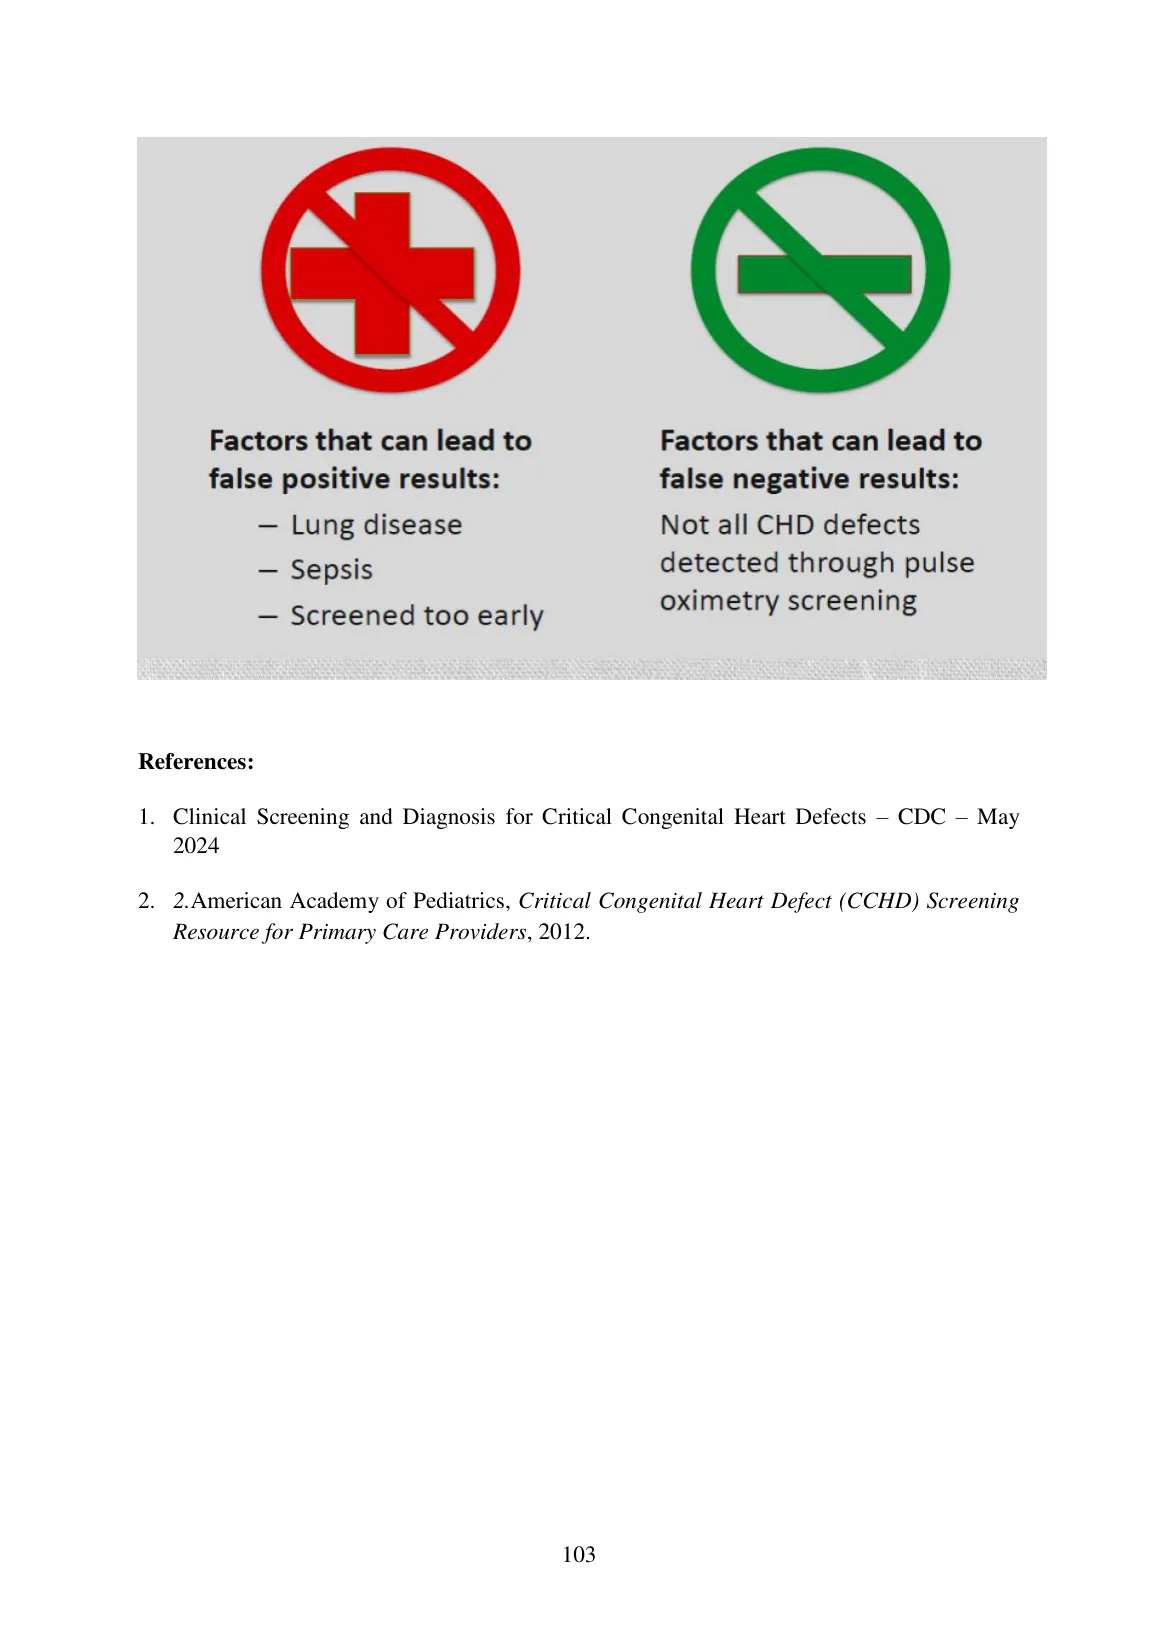 Factors that can lead to
false positive results:
– Lung disease
– Sepsis
– Screened too early
Factors that can lead to
false negative results:
Not all CHD defects
detected through pulse
oximetry screening
References:
1. Clinical Screening and Diagnosis for Critical Congenital Heart Defects – CDC – May
2024
2. 2.American Academy of Pediatrics, Critical Congenital Heart Defect (CCHD) Screening
Resource for Primary Care Providers, 2012.
103